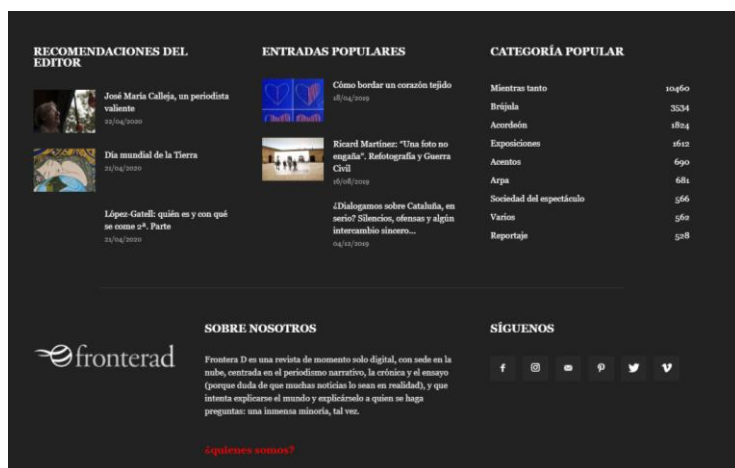 RECOMENDACIONES DEL
EDITOR
José María Calleja, un periodista
valiente
22/04/2020
Día mundial de la Tierra
21/04/2020
López-Gatell: quién es y con qué
se come 2ª. Parte
21/04/2020
ENTRADAS POPULARES
Cómo bordar un corazón tejido
18/04/2019
Ricard Martínez: "Una foto no
engaña". Refotografía y Guerra
Civil
16/08/2019
¿Dialogamos sobre Cataluña, en
serio? Silencios, ofensas y algún
intercambio sincero...
04/12/2019
CATEGORÍA POPULAR
Mientras tanto 10460
Brújula 3534
Acordeón 1824
Exposiciones 1612
Acentos 690
Arpa 681
Sociedad del espectáculo 566
Varios 562
Reportaje 528
fronterad
SOBRE NOSOTROS
Frontera D es una revista de momento solo digital, con sede en la
nube, centrada en el periodismo narrativo, la crónica y el ensayo
(porque duda de que muchas noticias lo sean en realidad), y que
intenta explicarse el mundo y explicárselo a quien se haga
preguntas: una inmensa minoría, tal vez.
¿quienes somos?
SÍGUENOS